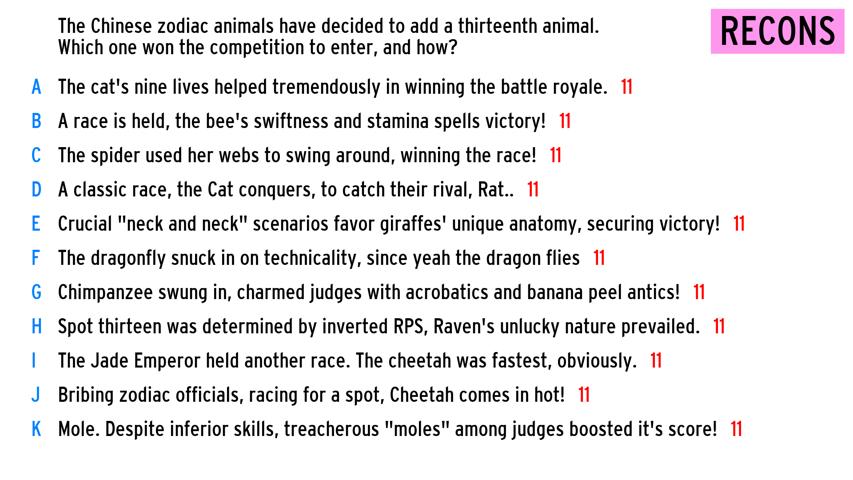 The Chinese zodiac animals have decided to add a thirteenth animal.
Which one won the competition to enter, and how?
RECONS
A The cat's nine lives helped tremendously in winning the battle royale. 11
B A race is held, the bee's swiftness and stamina spells victory! 11
C The spider used her webs to swing around, winning the race! 11
D A classic race, the Cat conquers, to catch their rival, Rat.. 11
E Crucial "neck and neck" scenarios favor giraffes' unique anatomy, securing victory! 11
F The dragonfly snuck in on technicality, since yeah the dragon flies 11
G Chimpanzee swung in, charmed judges with acrobatics and banana peel antics! 11
H Spot thirteen was determined by inverted RPS, Raven's unlucky nature prevailed. 11
I The Jade Emperor held another race. The cheetah was fastest, obviously. 11
J Bribing zodiac officials, racing for a spot, Cheetah comes in hot! 11
K Mole. Despite inferior skills, treacherous "moles" among judges boosted it's score! 11